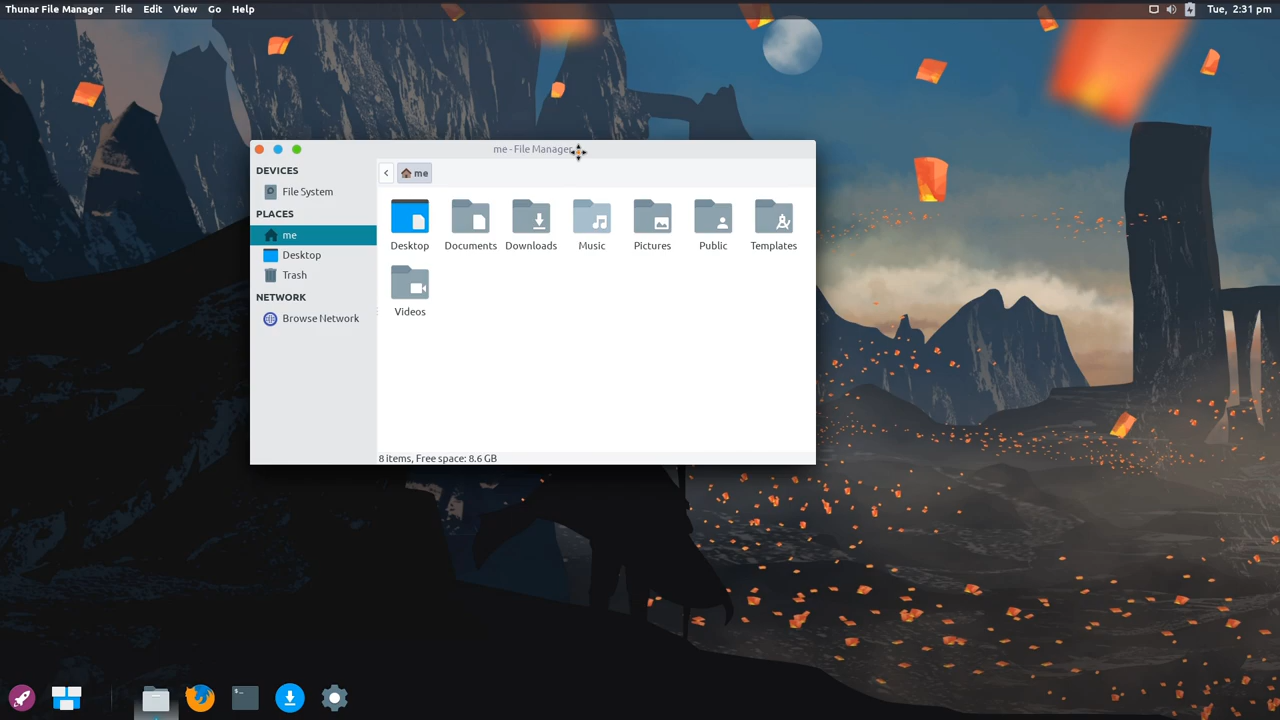 Thunar File Manager File Edit View Go Help Tue, 2:31 pm
me - File Manager
DEVICES
File System
PLACES
me
Desktop
Trash
NETWORK
Browse Network
me
Desktop Documents Downloads Music Pictures Public Templates
Videos
8 items, Free space: 8.6 GB